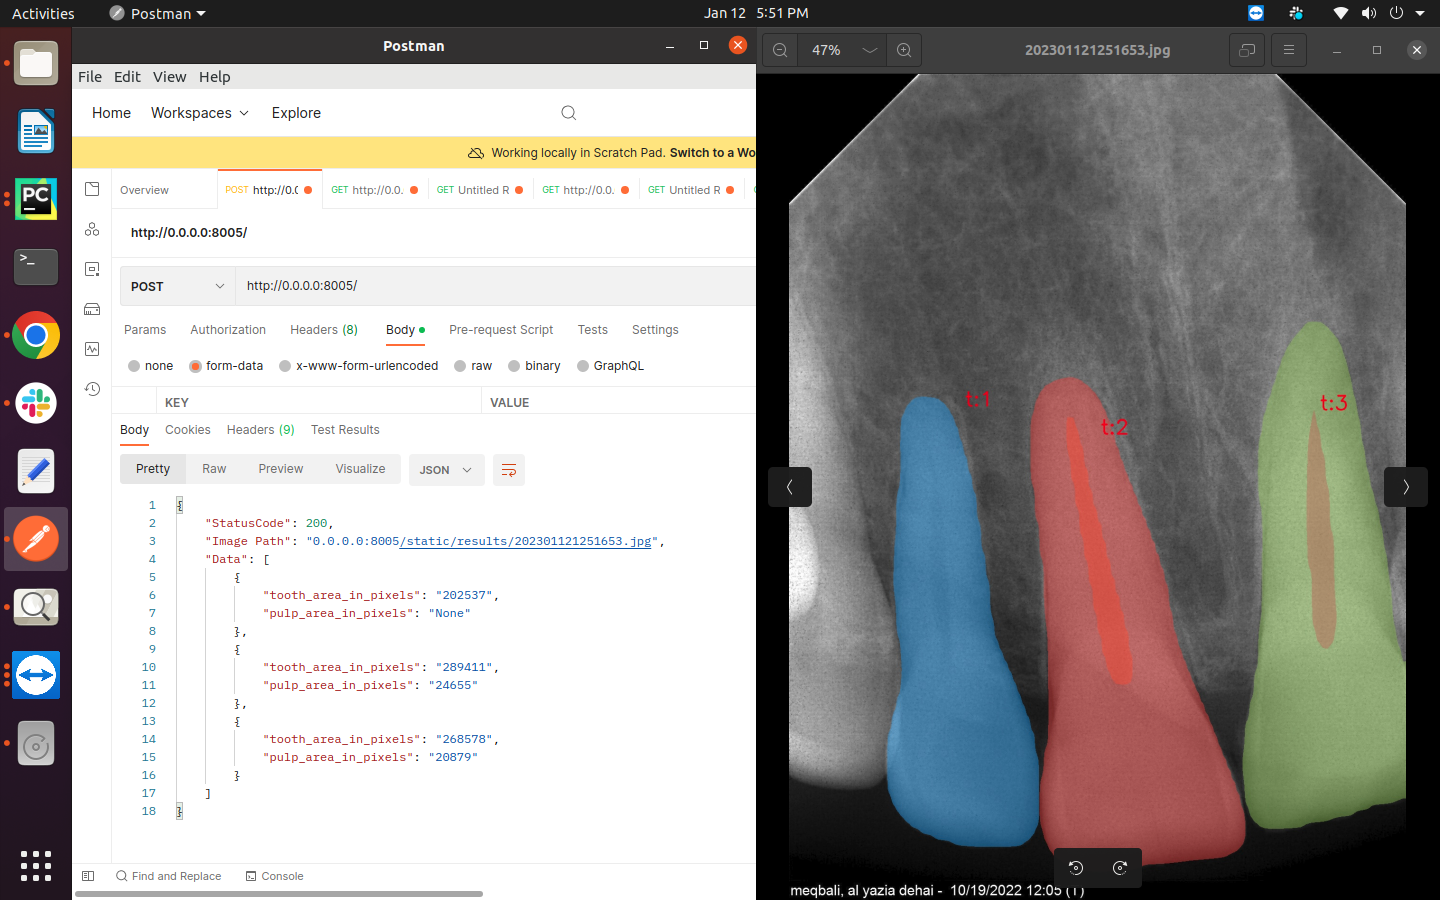 Activities
Postman
Jan 12 5:51 PM
Postman
File Edit View Help
Home Workspaces Explore
Working locally in Scratch Pad. Switch to a Wo
Overview
POST http://0.0
GET http://0.0.
GET Untitled R
GET http://0.0.
GET Untitled R
http://0.0.0.0:8005/
POST http://0.0.0.0:8005/
Params Authorization Headers (8) Body Pre-request Script Tests Settings
none form-data x-www-form-urlencoded raw binary GraphQL
KEY VALUE
Body Cookies Headers (9) Test Results
Pretty Raw Preview Visualize JSON
1 {
2 "StatusCode": 200,
3 "Image Path": "0.0.0.0:8005/static/results/202301121251653.jpg",
4 "Data": [
5 {
6 "tooth_area_in_pixels": "202537",
7 "pulp_area_in_pixels": "None"
8 },
9 {
10 "tooth_area_in_pixels": "289411",
11 "pulp_area_in_pixels": "24655"
12 },
13 {
14 "tooth_area_in_pixels": "268578",
15 "pulp_area_in_pixels": "20879"
16 }
17 ]
18 }
Find and Replace Console
PC
>_
47%
202301121251653.jpg
t:1
t:2
t:3
meqbali, al yazia dehai - 10/19/2022 12:05 (T)